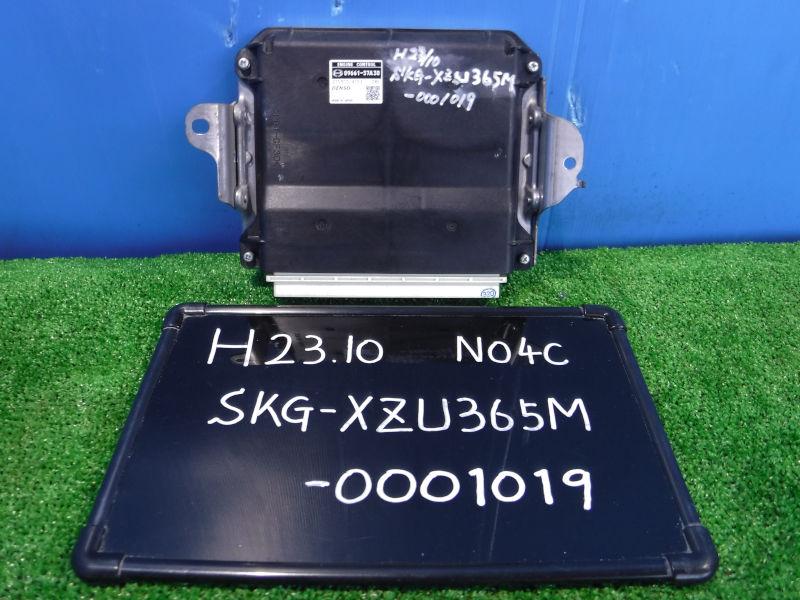 ENGINE CONTROL
89661-37A30
DENSO
H23/10
SKG-XZU365M
-0001019
H23.10 N04C
SKG-XZU365M
-0001019